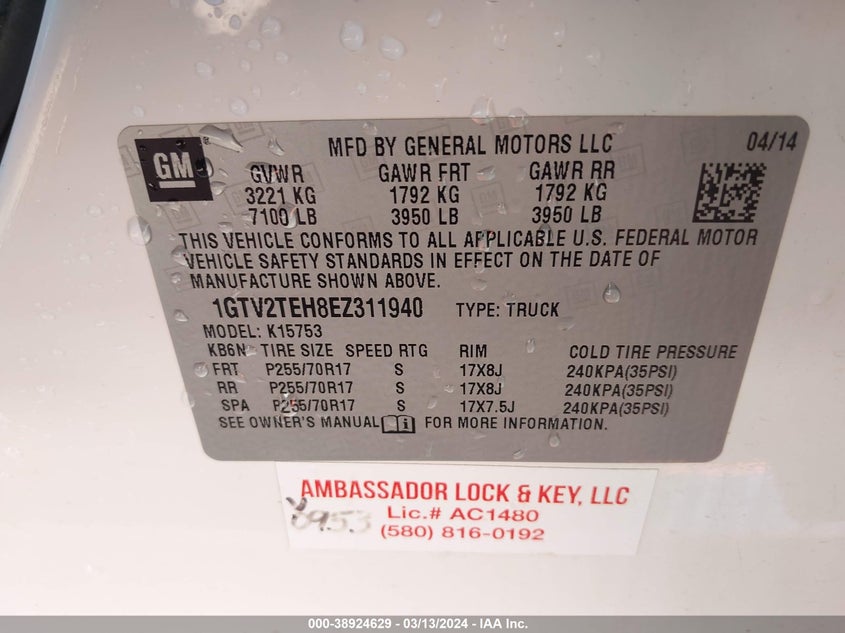 MFD BY GENERAL MOTORS LLC 04/14
GM
GVWR GAWR FRT GAWR RR
3221 KG 1792 KG 1792 KG
7100 LB 3950 LB 3950 LB
THIS VEHICLE CONFORMS TO ALL APPLICABLE U.S. FEDERAL MOTOR
VEHICLE SAFETY STANDARDS IN EFFECT ON THE DATE OF
MANUFACTURE SHOWN ABOVE.
1GTV2TEH8EZ311940 TYPE: TRUCK
MODEL: K15753
KB6N TIRE SIZE SPEED RTG RIM COLD TIRE PRESSURE
FRT P255/70R17 S 17X8J 240KPA(35PSI)
RR P255/70R17 S 17X8J 240KPA(35PSI)
SPA P255/70R17 S 17X7.5J 240KPA(35PSI)
SEE OWNER'S MANUAL FOR MORE INFORMATION.
AMBASSADOR LOCK & KEY, LLC
Lic.# AC1480
(580) 816-0192
000-38924629 - 03/13/2024 - IAA Inc.